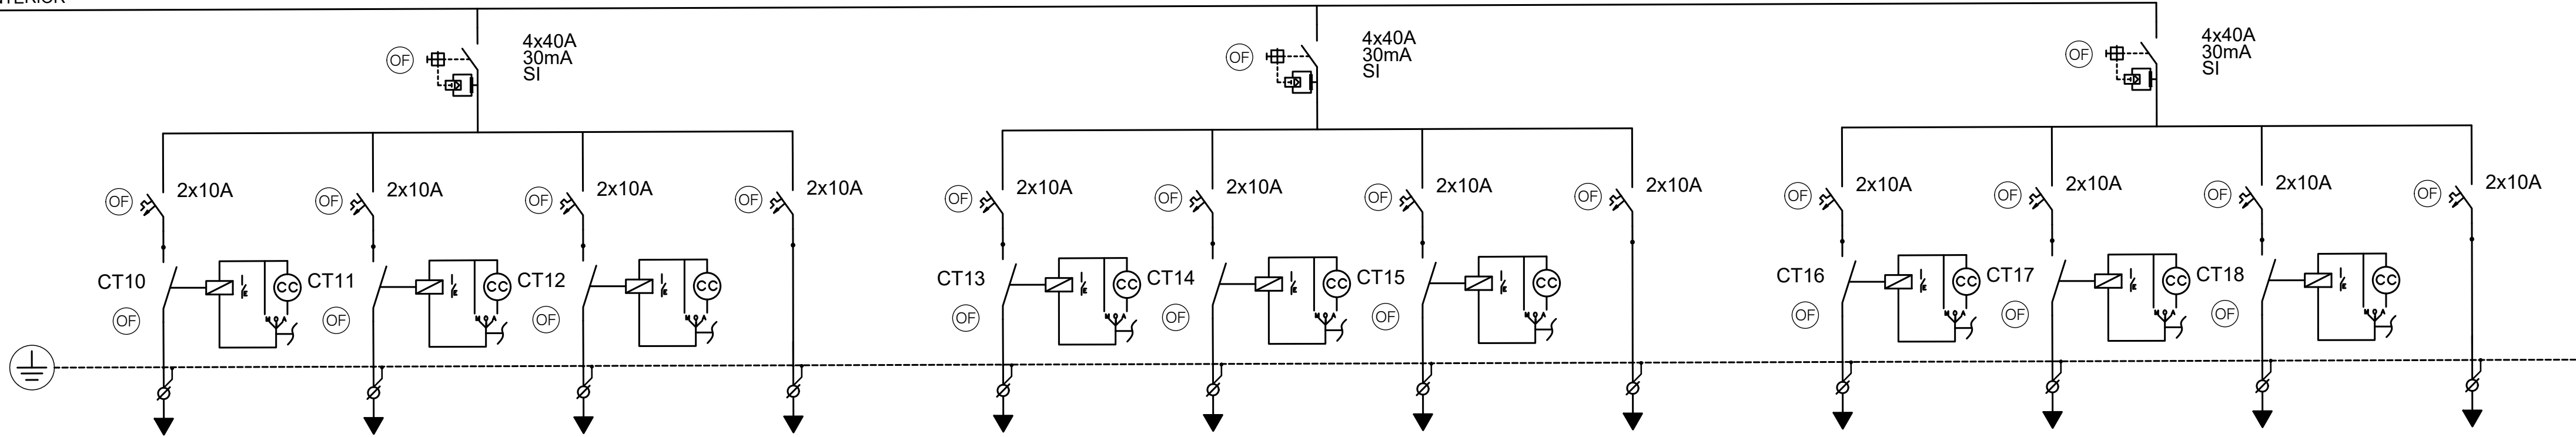 OF
4x40A
30mA
SI
OF
4x40A
30mA
SI
OF
4x40A
30mA
SI
OF
2x10A
OF
2x10A
OF
2x10A
OF
2x10A
OF
2x10A
OF
2x10A
OF
2x10A
OF
2x10A
OF
2x10A
OF
2x10A
OF
2x10A
OF
2x10A
CT10
CC
M O A
OF
CT11
CC
M O A
OF
CT12
CC
M O A
OF
CT13
CC
M O A
OF
CT14
CC
M O A
OF
CT15
CC
M O A
OF
CT16
CC
M O A
OF
CT17
CC
M O A
OF
CT18
CC
M O A
OF